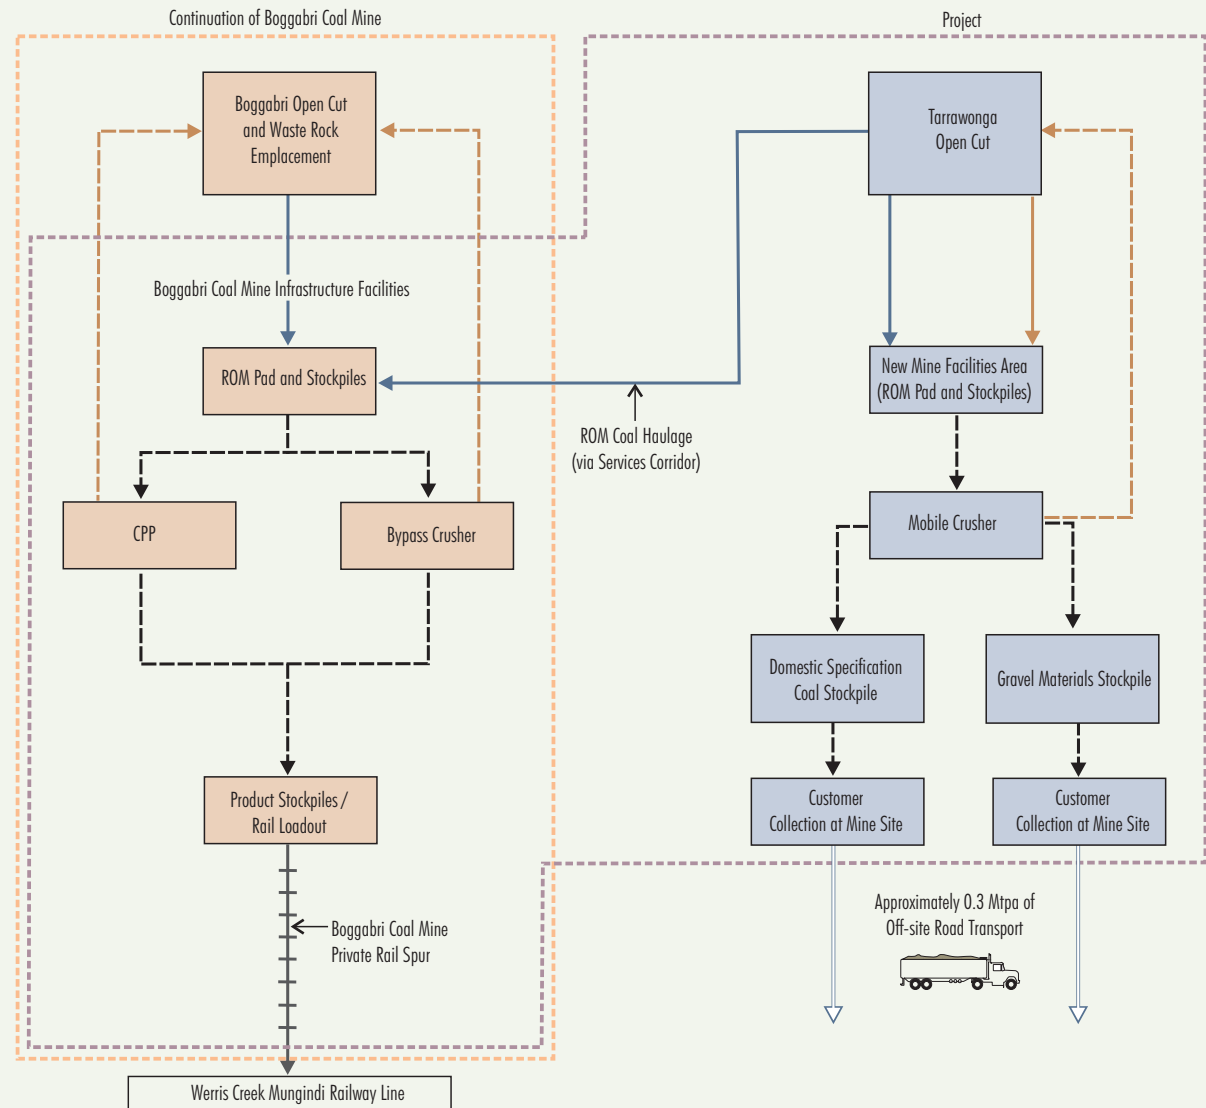 Continuation of Boggabri Coal Mine
Project
Boggabri Open Cut
and Waste Rock
Emplacement
Tarrawonga
Open Cut
Boggabri Coal Mine Infrastructure Facilities
ROM Pad and Stockpiles
New Mine Facilities Area
(ROM Pad and Stockpiles)
ROM Coal Haulage
(via Services Corridor)
CPP
Bypass Crusher
Mobile Crusher
Domestic Specification
Coal Stockpile
Gravel Materials Stockpile
Product Stockpiles/
Rail Loadout
Customer
Collection at Mine Site
Customer
Collection at Mine Site
Boggabri Coal Mine
Private Rail Spur
Approximately 0.3 Mtpa of
Off-site Road Transport
Werris Creek Mungindi Railway Line